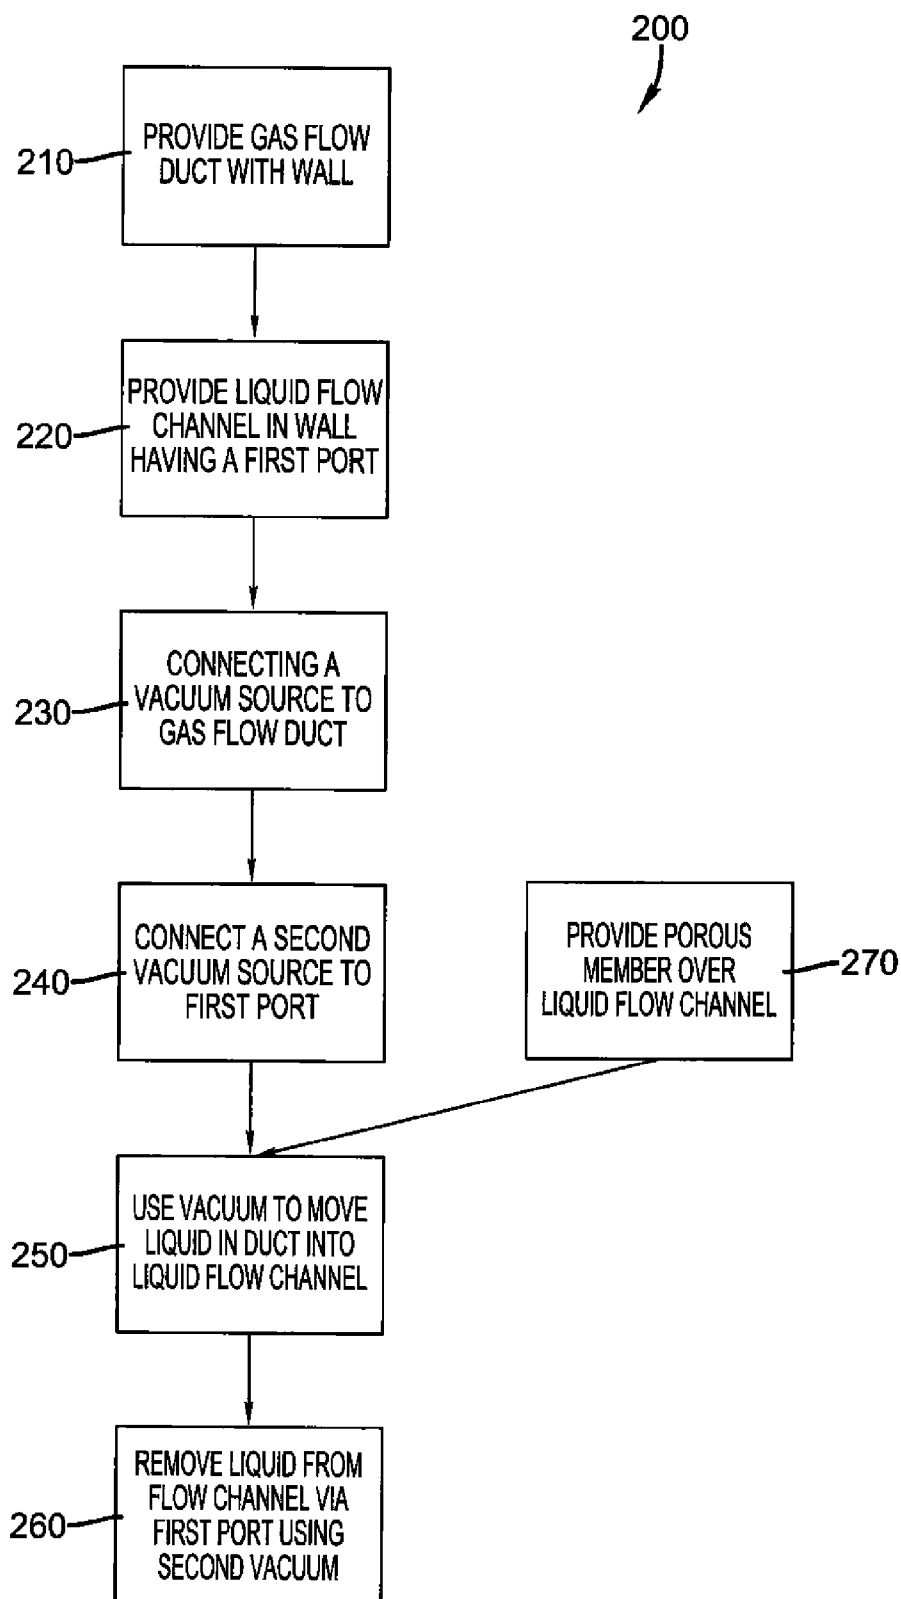 200
210
PROVIDE GAS FLOW
DUCT WITH WALL
220
PROVIDE LIQUID FLOW
CHANNEL IN WALL
HAVING A FIRST PORT
230
CONNECTING A
VACUUM SOURCE TO
GAS FLOW DUCT
240
CONNECT A SECOND
VACUUM SOURCE TO
FIRST PORT
PROVIDE POROUS
MEMBER OVER
LIQUID FLOW CHANNEL
270
250
USE VACUUM TO MOVE
LIQUID IN DUCT INTO
LIQUID FLOW CHANNEL
260
REMOVE LIQUID FROM
FLOW CHANNEL VIA
FIRST PORT USING
SECOND VACUUM